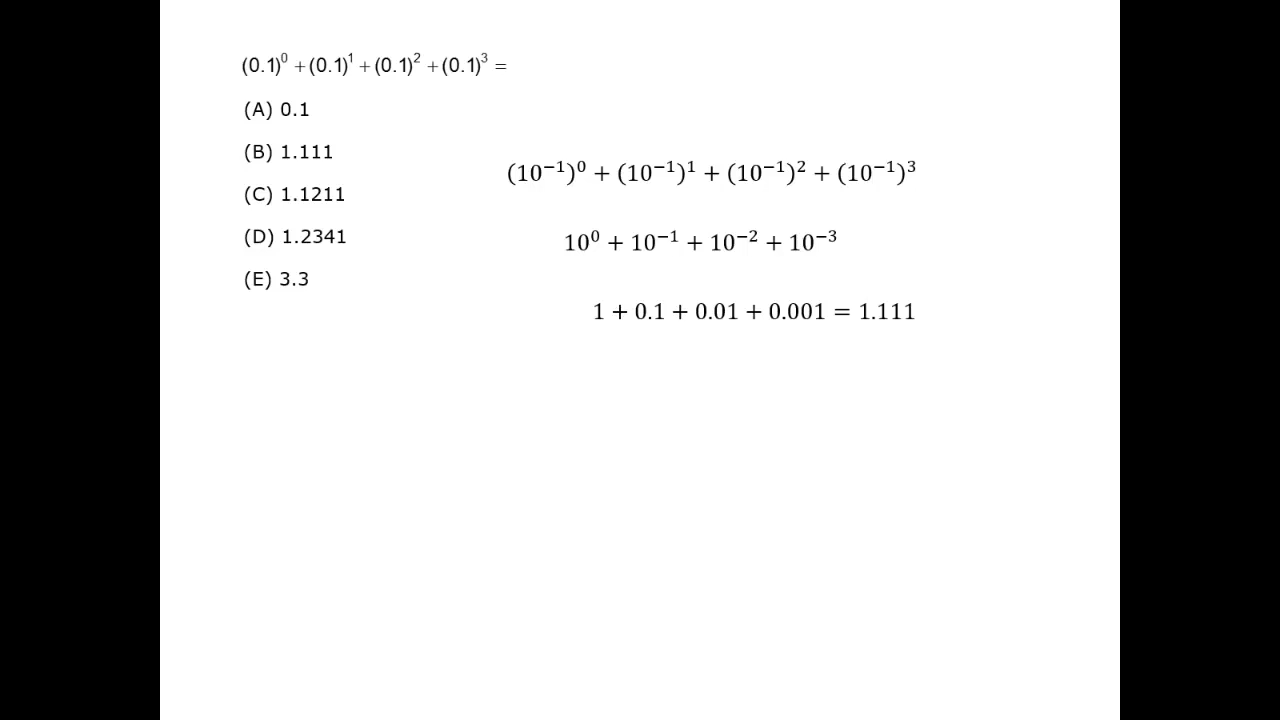 (0.1)⁰ + (0.1)¹ + (0.1)² + (0.1)³ =
(A) 0.1
(B) 1.111
(C) 1.1211
(D) 1.2341
(E) 3.3
(10⁻¹)⁰ + (10⁻¹)¹ + (10⁻¹)² + (10⁻¹)³
10⁰ + 10⁻¹ + 10⁻² + 10⁻³
1 + 0.1 + 0.01 + 0.001 = 1.111